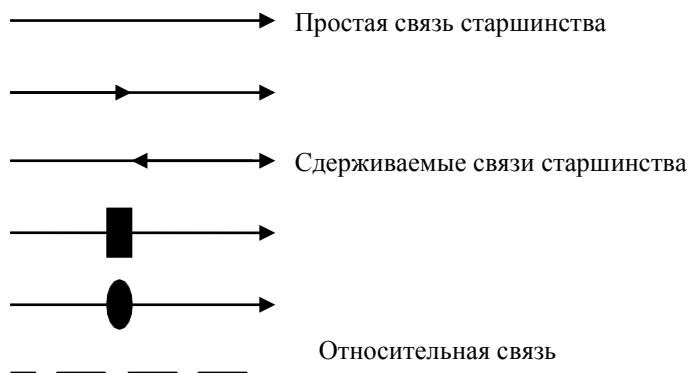 Простая связь старшинства
Сдерживаемые связи старшинства
Относительная связь